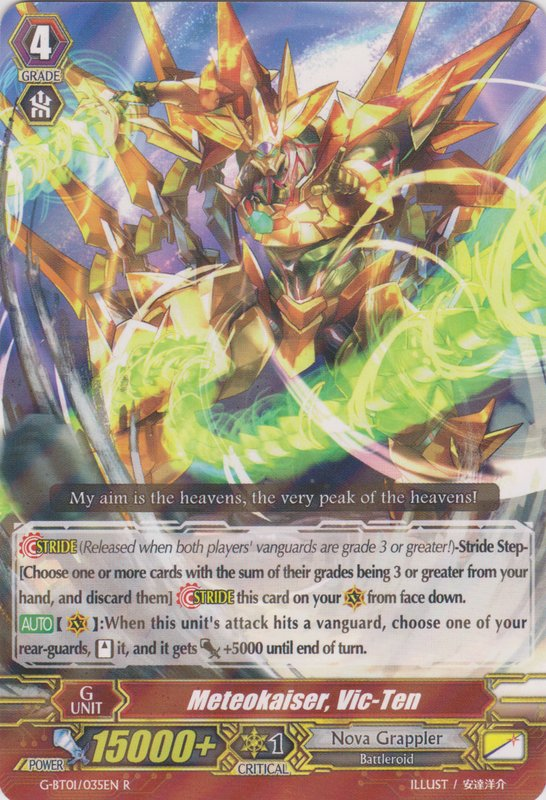 4
GRADE
My aim is the heavens, the very peak of the heavens!
STRIDE (Released when both players' vanguards are grade 3 or greater!)-Stride Step-
[Choose one or more cards with the sum of their grades being 3 or greater from your
hand, and discard them] STRIDE this card on your from face down.
AUTO [ ]:When this unit's attack hits a vanguard, choose one of your
rear-guards, it, and it gets +5000 until end of turn.
G
UNIT
Meteokaiser, Vic-Ten
POWER
15000+
1
CRITICAL
Nova Grappler
Battleroid
G-BT01/035EN R
ILLUST / 安達洋介